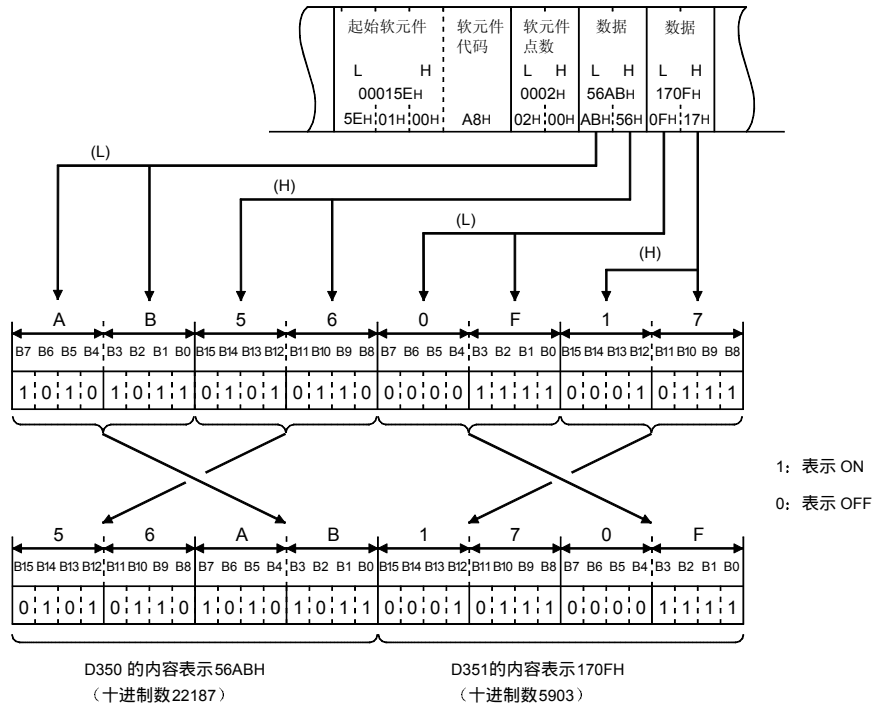 起始软元件 软元件 软元件 数据 数据
代码 点数
L H L H L H L H
00015EH 0002H 56ABH 170FH
5EH 01H 00H A8H 02H 00H ABH 56H 0FH 17H
(L)
(H)
(L)
(H)
A B 5 6 0 F 1 7
B7 B6 B5 B4 B3 B2 B1 B0 B15 B14 B13 B12 B11 B10 B9 B8 B7 B6 B5 B4 B3 B2 B1 B0 B15 B14 B13 B12 B11 B10 B9 B8
1 0 1 0 1 0 1 1 0 1 0 1 0 1 1 0 0 0 0 0 1 1 1 1 0 0 0 1 0 1 1 1
1：表示 ON
0：表示 OFF
5 6 A B 1 7 0 F
B15 B14 B13 B12 B11 B10 B9 B8 B7 B6 B5 B4 B3 B2 B1 B0 B15 B14 B13 B12 B11 B10 B9 B8 B7 B6 B5 B4 B3 B2 B1 B0
0 1 0 1 0 1 1 0 1 0 1 0 1 0 1 1 0 0 0 1 0 1 1 1 0 0 0 0 1 1 1 1
D350 的内容表示56ABH D351的内容表示170FH
（十进制数22187） （十进制数5903）